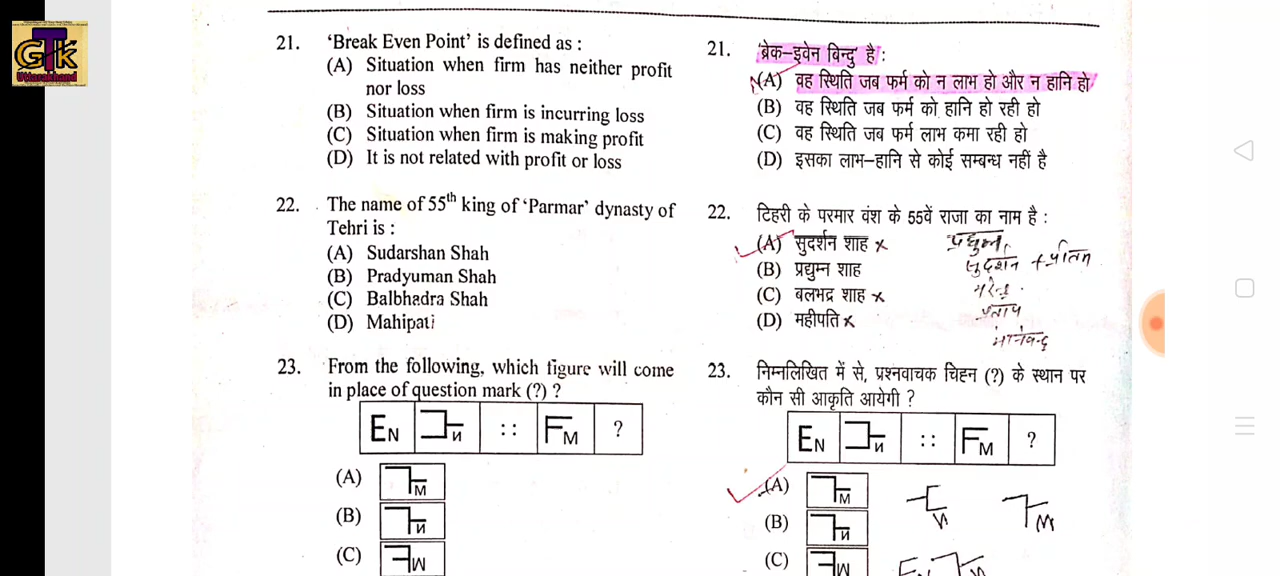 GTK
Uttarakhand
21. 'Break Even Point' is defined as :
(A) Situation when firm has neither profit
nor loss
(B) Situation when firm is incurring loss
(C) Situation when firm is making profit
(D) It is not related with profit or loss
22. The name of 55th king of 'Parmar' dynasty of
Tehri is :
(A) Sudarshan Shah
(B) Pradyuman Shah
(C) Balbhadra Shah
(D) Mahipati
23. From the following, which figure will come
in place of question mark (?) ?
EN :: FM ?
(A)
(B)
(C)
21. 'ब्रेक-इवेन बिन्दु' है :
(A) वह स्थिति जब फर्म को न लाभ हो और न हानि हो
(B) वह स्थिति जब फर्म को हानि हो रही हो
(C) वह स्थिति जब फर्म लाभ कमा रही हो
(D) इसका लाभ-हानि से कोई सम्बन्ध नहीं है
22. टिहरी के परमार वंश के 55वें राजा का नाम है :
(A) सुदर्शन शाह x
(B) प्रद्युम्न शाह
(C) बलभद्र शाह x
(D) महीपति x
सुदर्शन
23. निम्नलिखित में से, प्रश्नवाचक चिह्न (?) के स्थान पर
कौन सी आकृति आयेगी ?
EN :: FM ?
(A)
(B)
(C)